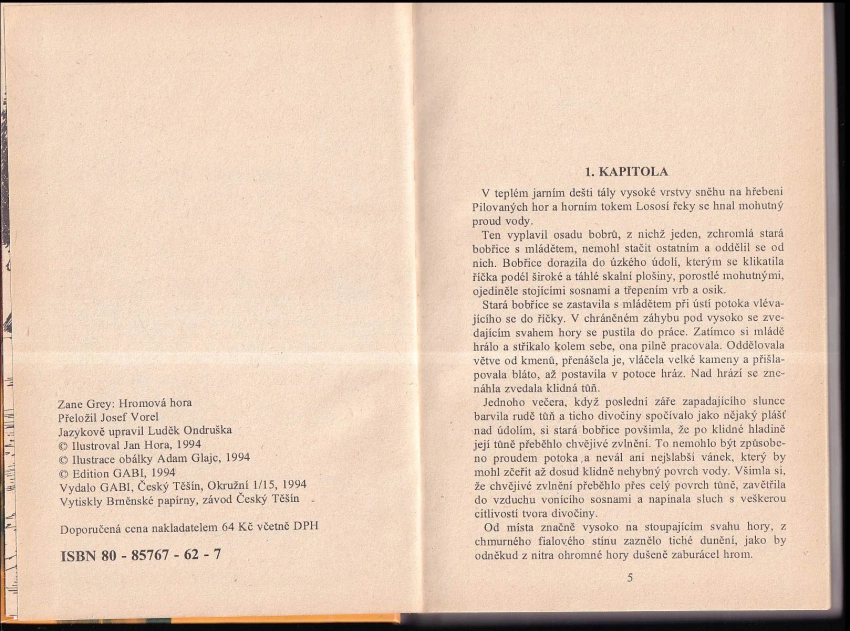 Zane Grey: Hromová hora
Přeložil Josef Vorel
Jazykově upravil Luděk Ondruška
© Ilustroval Jan Hora, 1994
© Ilustrace obálky Adam Glajc, 1994
© Edition GABI, 1994
Vydalo GABI, Český Těšín, Okružní 1/15, 1994
Vytiskly Brněnské papírny, závod Český Těšín
Doporučená cena nakladatelem 64 Kč včetně DPH
ISBN 80 - 85767 - 62 - 7
1. KAPITOLA
V teplém jarním dešti tály vysoké vrstvy sněhu na hřebeni
Pilovaných hor a horním tokem Lososí řeky se hnal mohutný
proud vody.
Ten vyplavil osadu bobrů, z nichž jeden, zchromlá stará
bobřice s mládětem, nemohl stačit ostatním a oddělil se od
nich. Bobřice dorazila do úzkého údolí, kterým se klikatila
říčka podél široké a táhlé skalní plošiny, porostlé mohutnými,
ojediněle stojícími sosnami a třepením vrb a osik.
Stará bobřice se zastavila s mládětem při ústí potoka vléva-
jícího se do říčky. V chráněném záhybu pod vysoko se zve-
dajícím svahem hory se pustila do práce. Zatímco si mládě
hrálo a stříkalo kolem sebe, ona pilně pracovala. Oddělovala
větve od kmenů, přenášela je, vláčela velké kameny a přišla-
povala bláto, až postavila v potoce hráz. Nad hrází se zne-
náhla zvedala klidná tůň.
Jednoho večera, když poslední záře zapadajícího slunce
barvila rudě tůň a ticho divočiny spočívalo jako nějaký plášť
nad údolím, si stará bobřice povšimla, že po klidné hladině
její tůně přeběhlo chvějivé zvlnění. To nemohlo být způsobe-
no proudem potoka a nevál ani nejslabší vánek, který by
mohl zčeřit až dosud klidně nehybný povrch vody. Všimla si,
že chvějivé zvlnění přeběhlo přes celý povrch tůně, zavětřila
do vzduchu vonícího sosnami a napínala sluch s veškerou
citlivostí tvora divočiny.
Od místa značně vysoko na stoupajícím svahu hory, z
chmurného fialového stínu zaznělo tiché dunění, jako by
odněkud z nitra ohromné hory dušeně zaburácel hrom.
5